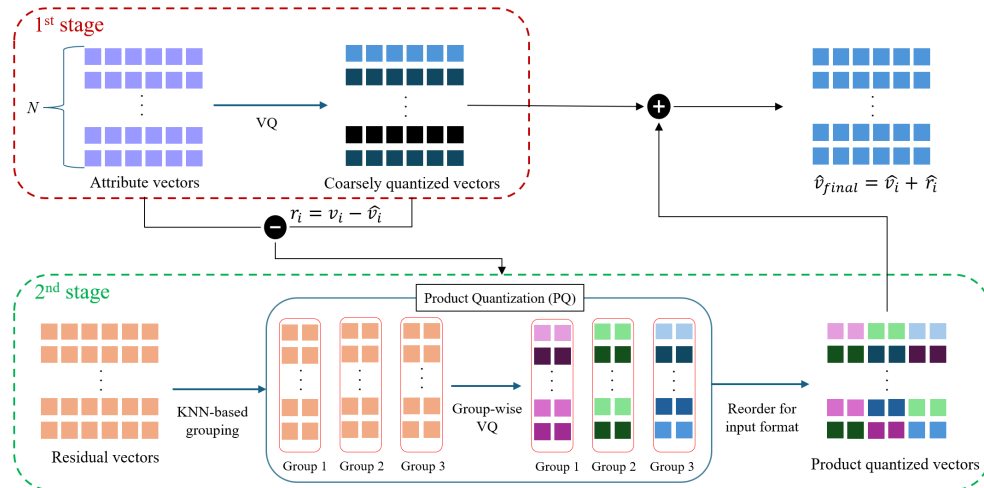 1st stage
N
VQ
Attribute vectors
Coarsely quantized vectors
v̂_final = v̂_i + r̂_i
r_i = v_i − v̂_i
2nd stage
Product Quantization (PQ)
KNN-based
grouping
Group-wise
VQ
Reorder for
input format
Residual vectors
Group 1 Group 2 Group 3
Group 1 Group 2 Group 3
Product quantized vectors